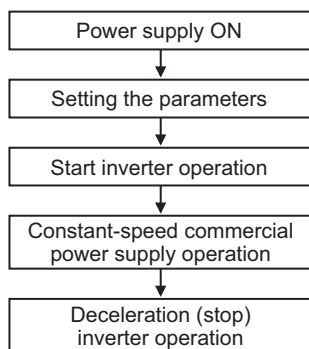 Power supply ON
Setting the parameters
Start inverter operation
Constant-speed commercial
power supply operation
Deceleration (stop)
inverter operation